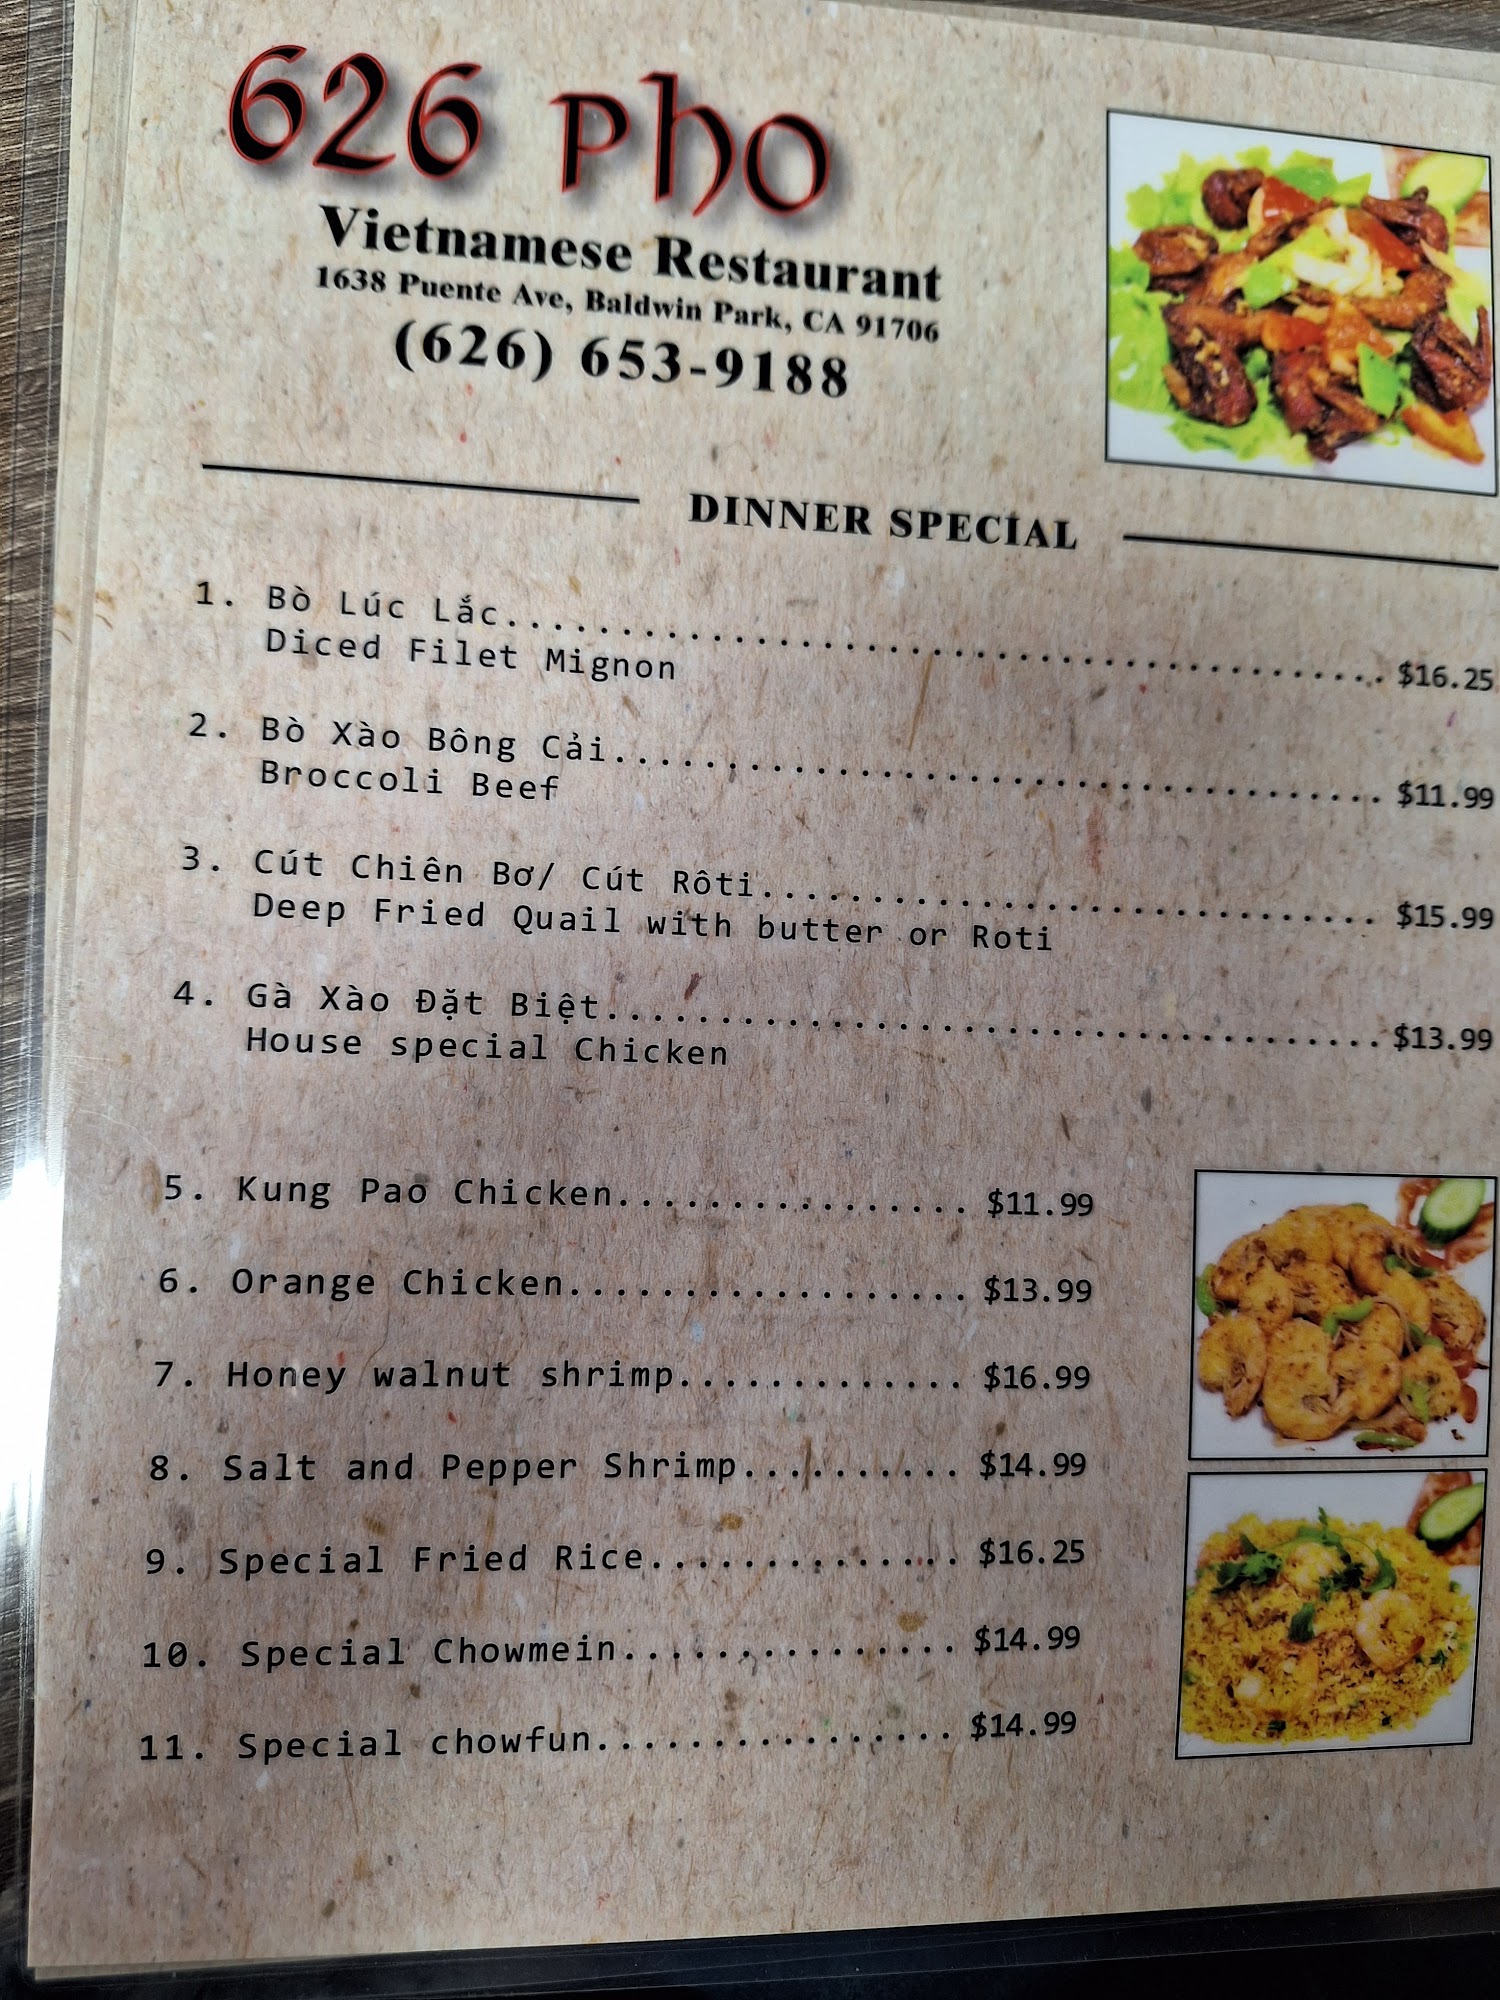 626 Pho
Vietnamese Restaurant
1638 Puente Ave, Baldwin Park, CA 91706
(626) 653-9188
DINNER SPECIAL
1. Bò Lúc Lắc........................................ $16.25
Diced Filet Mignon
2. Bò Xào Bông Cải................................... $11.99
Broccoli Beef
3. Cút Chiên Bơ/ Cút Rôti............................ $15.99
Deep Fried Quail with butter or Roti
4. Gà Xào Đặt Biệt................................... $13.99
House special Chicken
5. Kung Pao Chicken................ $11.99
6. Orange Chicken.................. $13.99
7. Honey walnut shrimp............. $16.99
8. Salt and Pepper Shrimp.......... $14.99
9. Special Fried Rice.............. $16.25
10. Special Chowmein............... $14.99
11. Special chowfun................ $14.99